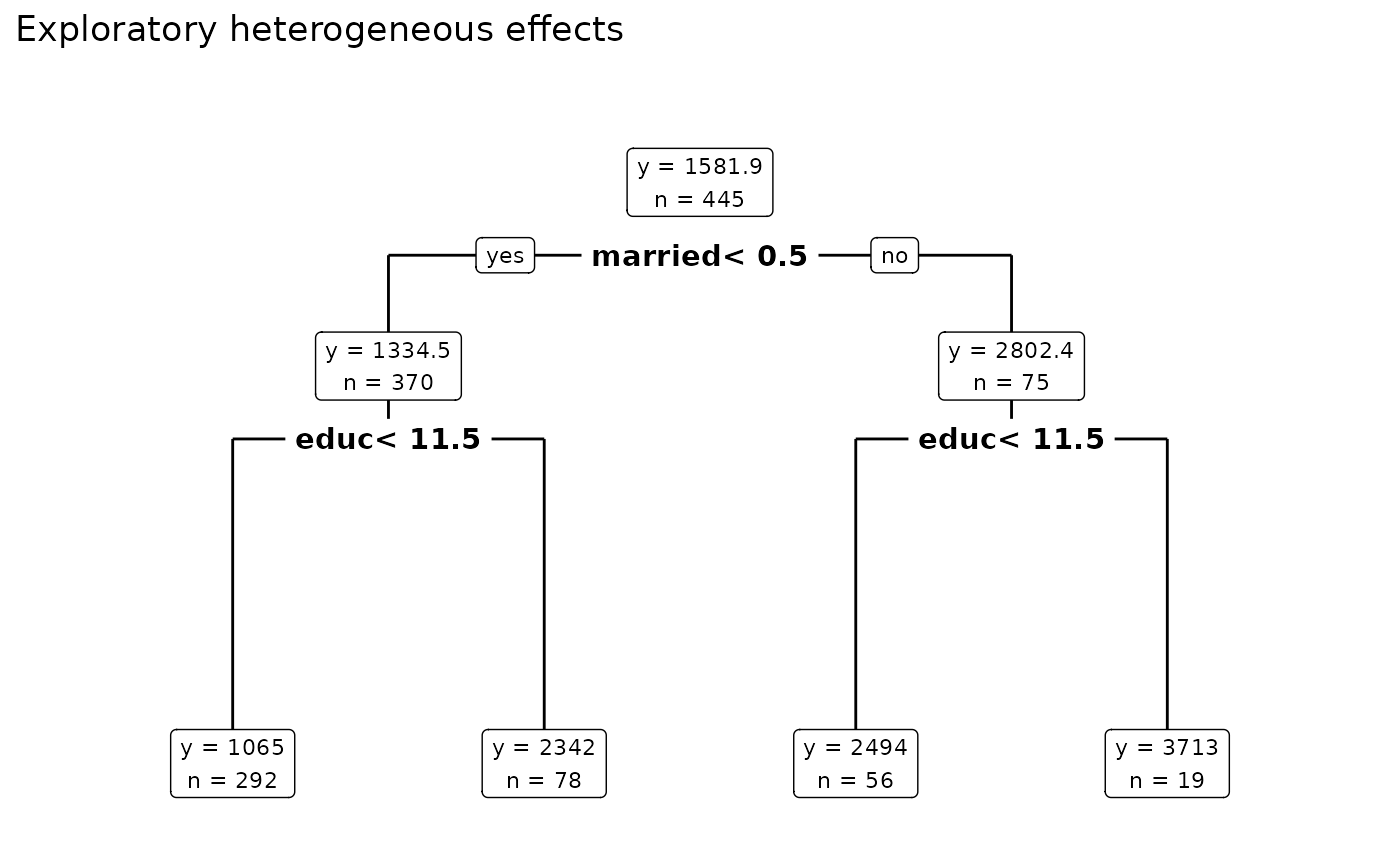 Exploratory heterogeneous effects
y = 1581.9
n = 445
yes
married< 0.5
no
y = 1334.5
n = 370
y = 2802.4
n = 75
educ< 11.5
educ< 11.5
y = 1065
n = 292
y = 2342
n = 78
y = 2494
n = 56
y = 3713
n = 19